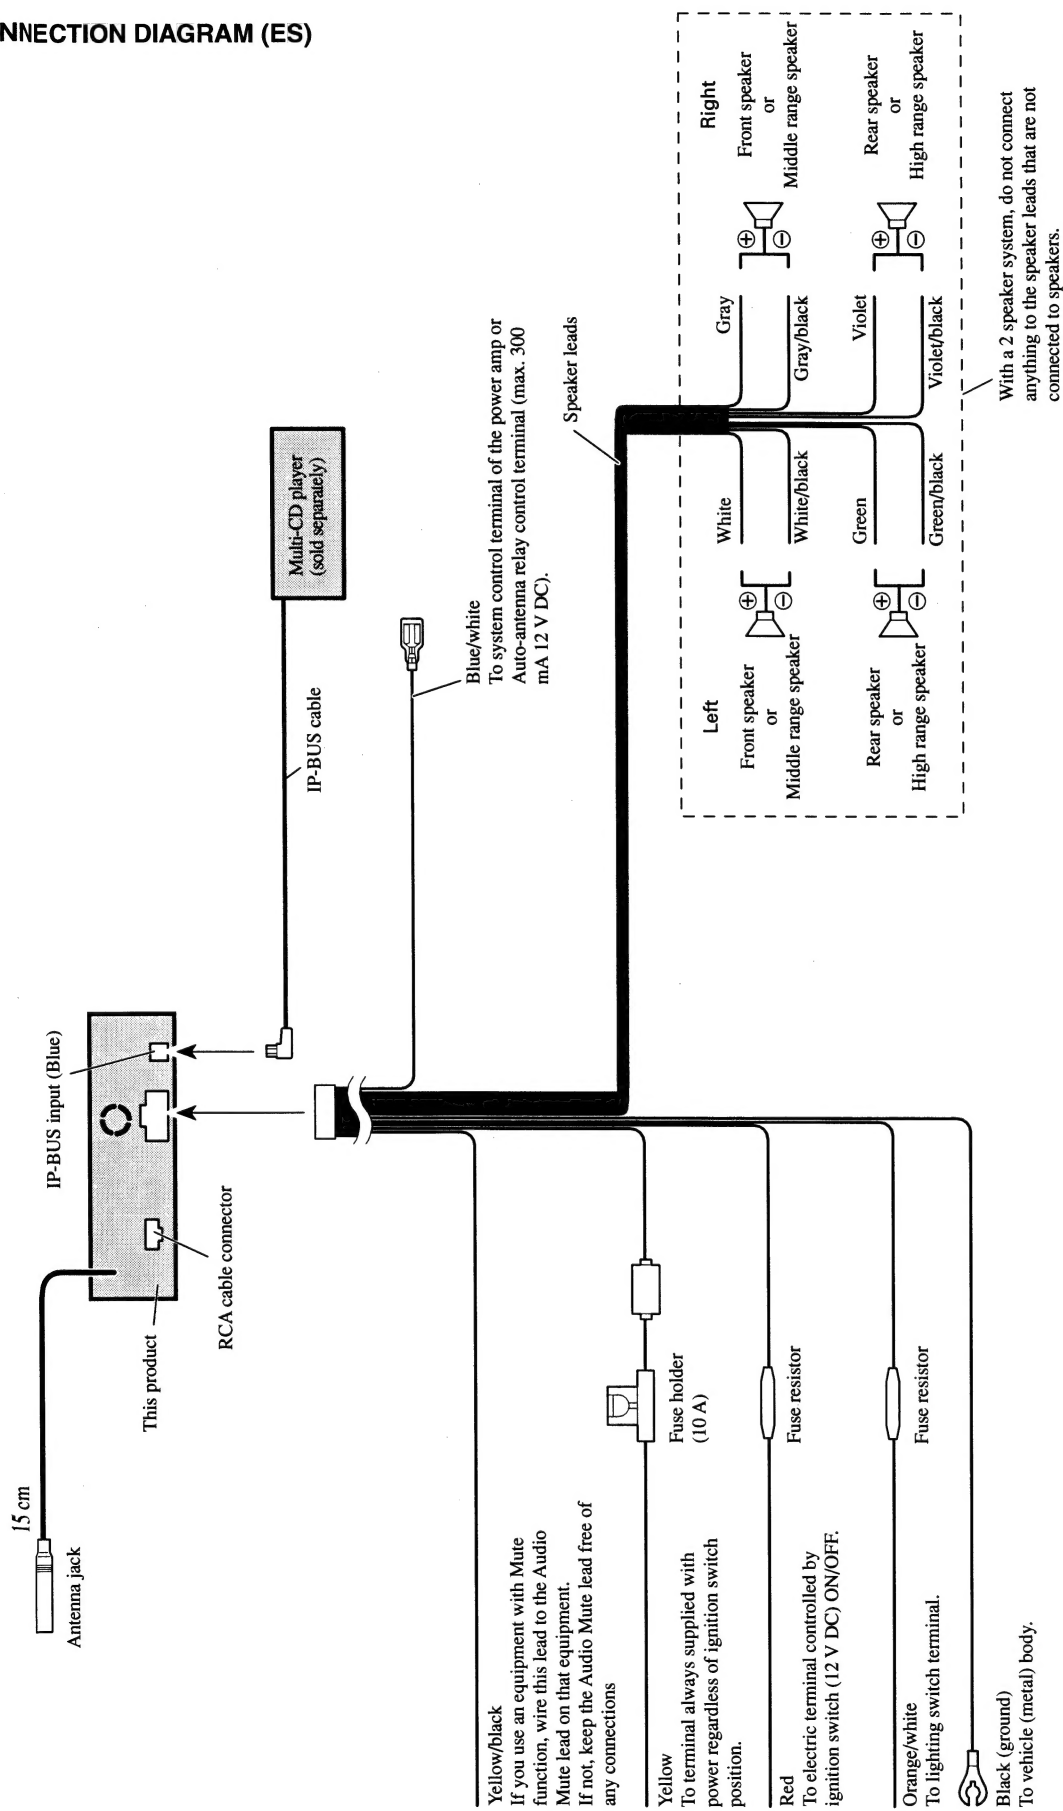 NNECTION DIAGRAM (ES)
15 cm
Antenna jack
This product
RCA cable connector
IP-BUS input (Blue)
IP-BUS cable
Multi-CD player
(sold separately)
Blue/white
To system control terminal of the power amp or
Auto-antenna relay control terminal (max. 300
mA 12 V DC).
Speaker leads
Yellow/black
If you use an equipment with Mute
function, wire this lead to the Audio
Mute lead on that equipment.
If not, keep the Audio Mute lead free of
any connections
Fuse holder
(10 A)
Yellow
To terminal always supplied with
power regardless of ignition switch
position.
Fuse resistor
Red
To electric terminal controlled by
ignition switch (12 V DC) ON/OFF.
Fuse resistor
Orange/white
To lighting switch terminal.
Black (ground)
To vehicle (metal) body.
Left
Front speaker
or
Middle range speaker
⊕
⊖
White
White/black
Rear speaker
or
High range speaker
⊕
⊖
Green
Green/black
Right
Gray
Gray/black
⊕
⊖
Front speaker
or
Middle range speaker
Violet
Violet/black
⊕
⊖
Rear speaker
or
High range speaker
With a 2 speaker system, do not connect
anything to the speaker leads that are not
connected to speakers.